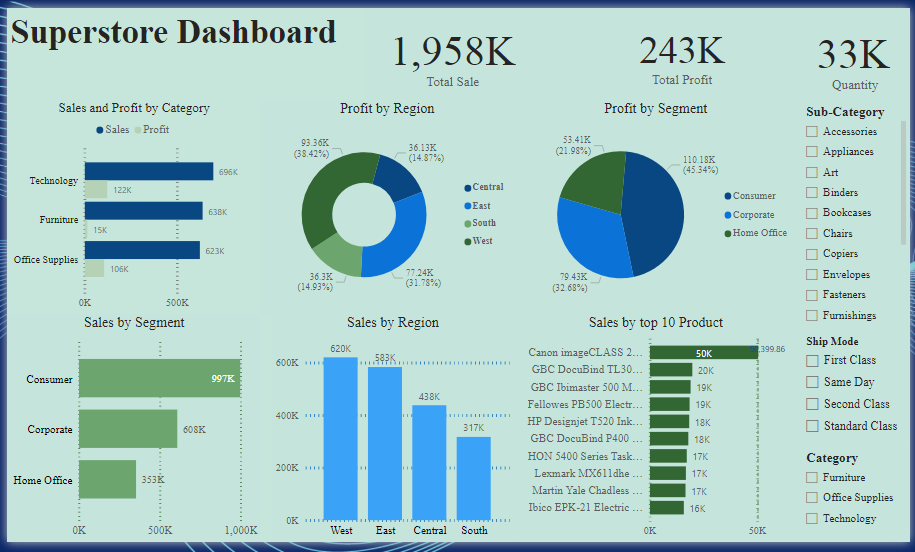 Superstore Dashboard
1,958K
Total Sale
243K
Total Profit
33K
Quantity
Sales and Profit by Category
Sales Profit
Technology
696K
122K
Furniture
638K
15K
Office Supplies
623K
106K
0K 500K
Profit by Region
93.36K
(38.42%)
36.13K
(14.87%)
77.24K
(31.78%)
36.3K
(14.93%)
Central
East
South
West
Profit by Segment
53.41K
(21.98%)
110.18K
(45.34%)
79.43K
(32.68%)
Consumer
Corporate
Home Office
Sub-Category
Accessories
Appliances
Art
Binders
Bookcases
Chairs
Copiers
Envelopes
Fasteners
Furnishings
Sales by Segment
Consumer 997K
Corporate 608K
Home Office 353K
0K 500K 1,000K
Sales by Region
600K
400K
200K
0K
620K
583K
438K
317K
West East Central South
Sales by top 10 Product
Canon imageCLASS 2... 50K
GBC DocuBind TL30... 20K
GBC Ibimaster 500 M... 19K
Fellowes PB500 Electr... 19K
HP Designjet T520 Ink... 18K
GBC DocuBind P400 ... 18K
HON 5400 Series Task... 17K
Lexmark MX611dhe ... 17K
Martin Yale Chadless ... 17K
Ibico EPK-21 Electric ... 16K
0K 50K
Ship Mode
First Class
Same Day
Second Class
Standard Class
Category
Furniture
Office Supplies
Technology